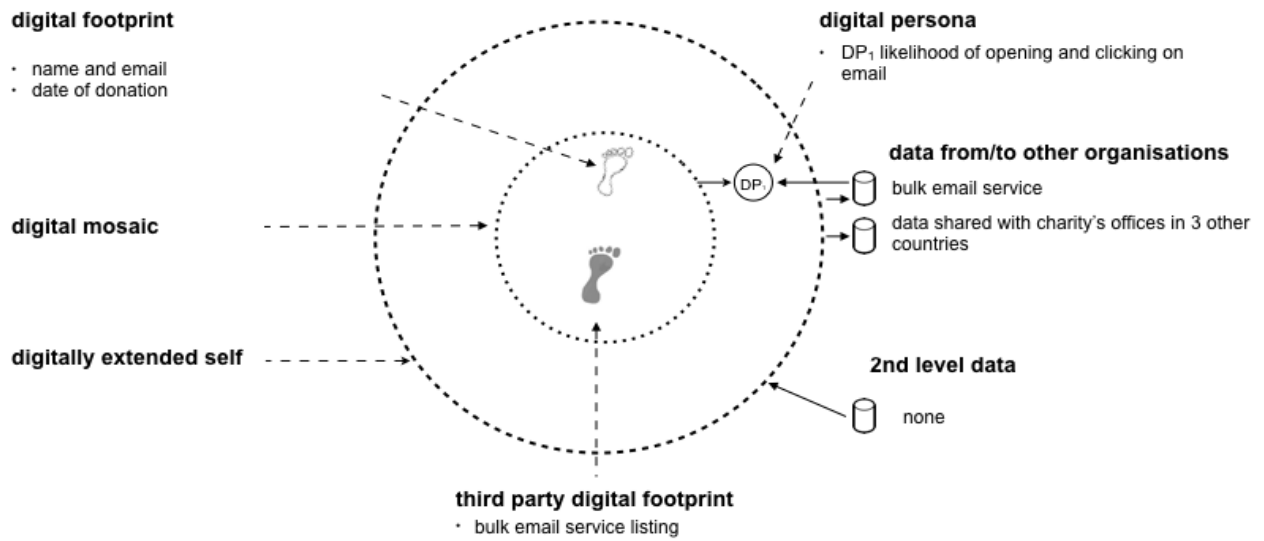 digital footprint
· name and email
· date of donation
digital persona
· DP₁ likelihood of opening and clicking on
email
data from/to other organisations
DP₁
bulk email service
data shared with charity's offices in 3 other
countries
digital mosaic
digitally extended self
2nd level data
none
third party digital footprint
· bulk email service listing